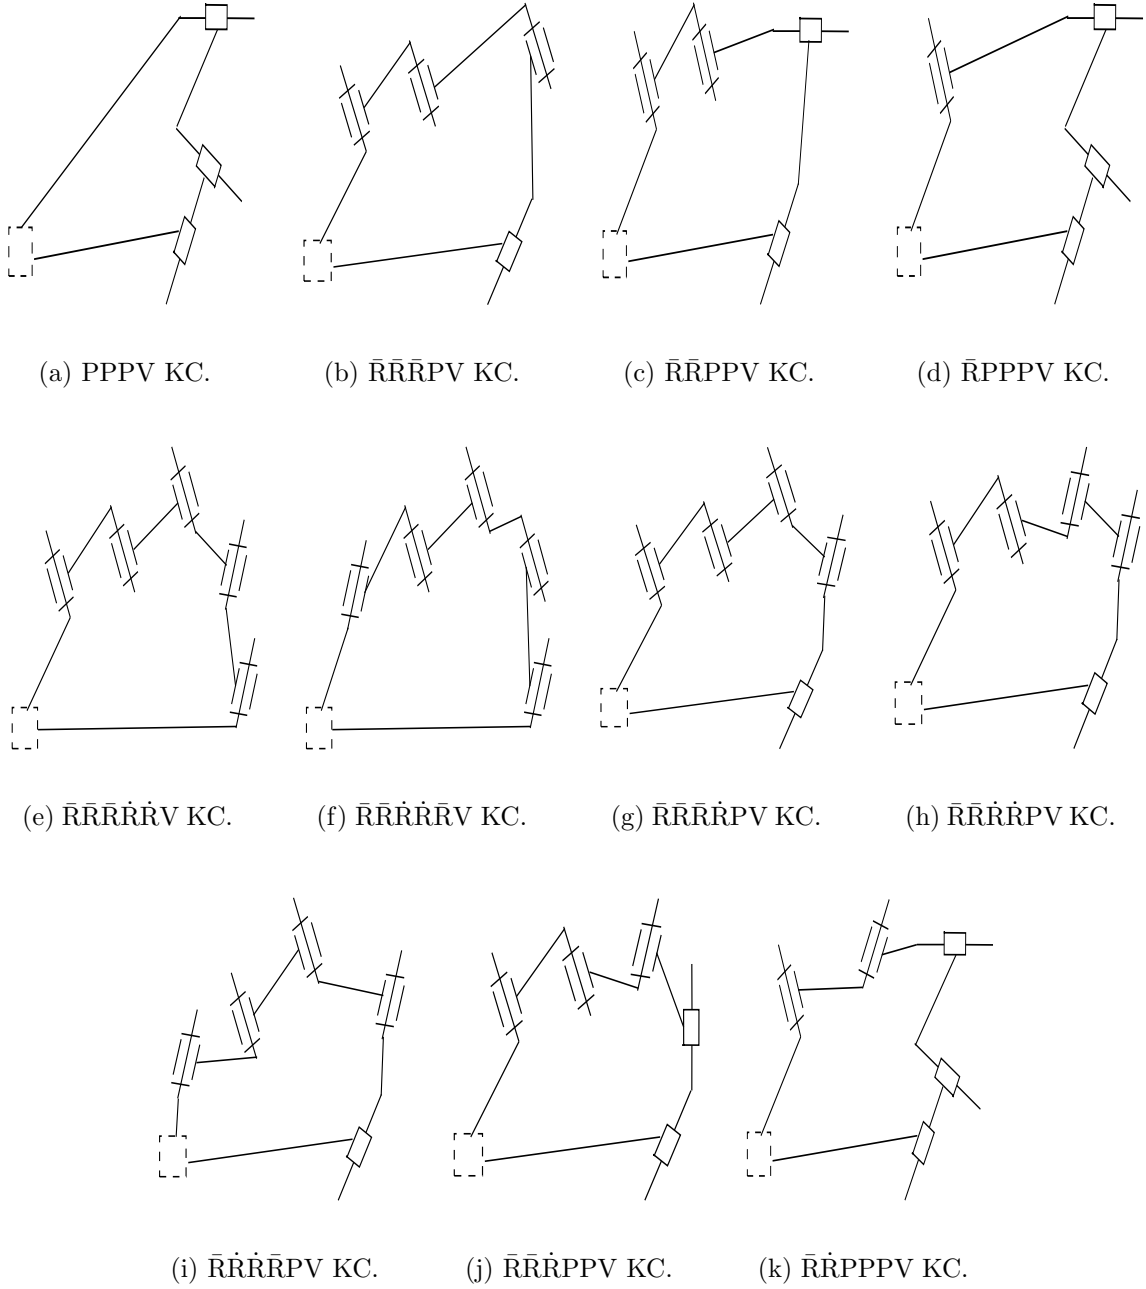 (a) PPPV KC.
(b) R̄R̄R̄PV KC.
(c) R̄R̄PPV KC.
(d) R̄PPPV KC.
(e) R̄R̄R̄ṘṘV KC.
(f) R̄R̄ṘṘR̄V KC.
(g) R̄R̄R̄ṘPV KC.
(h) R̄R̄ṘṘPV KC.
(i) R̄ṘṘR̄PV KC.
(j) R̄R̄ṘPPV KC.
(k) R̄ṘPPPV KC.